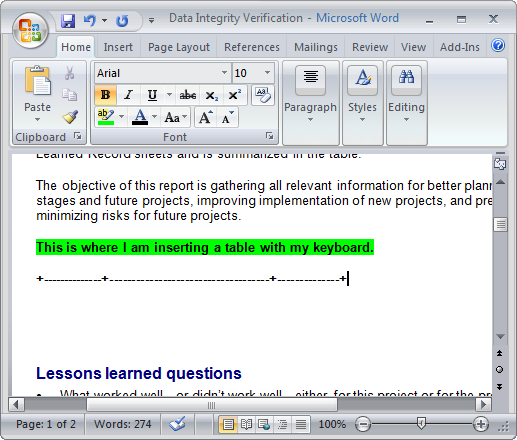 Data Integrity Verification - Microsoft Word
Home Insert Page Layout References Mailings Review View Add-Ins
Paste
Clipboard
Arial 10
B I U abc x₂ x²
ab A Aa A A
Font
Paragraph
Styles
Editing
Learned Record sheets and is summarized in the table.
The objective of this report is gathering all relevant information for better plann
stages and future projects, improving implementation of new projects, and pre
minimizing risks for future projects.
This is where I am inserting a table with my keyboard.
+--------------+------------------------------------+--------------+
Lessons learned questions
• What worked well—or didn't work well—either for this project or for the pr
Page: 1 of 2 Words: 274 100%